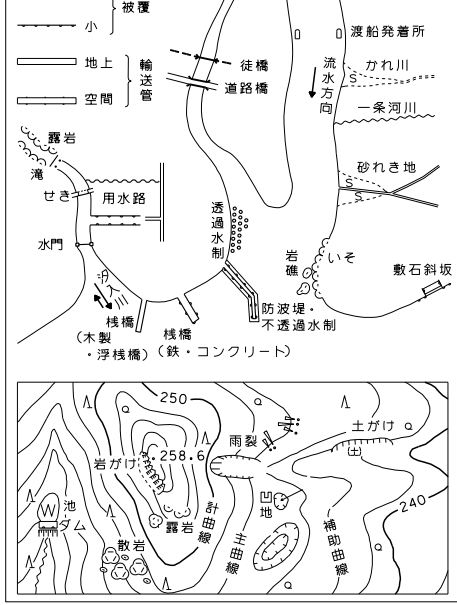 被覆
小
地上
空間
輸送管
徒橋
道路橋
渡船発着所
流水方向
かれ川
S
一条河川
砂れき地
S
S
露岩
滝
せき
用水路
水門
透過水制
岩礁
いそ
敷石斜坂
桟橋
(木製・浮桟橋)
桟橋
(鉄・コンクリート)
防波堤・不透過水制
250
岩がけ
.258.6
雨裂
土がけ
(土)
W
池
ダム
露岩
計曲線
主曲線
凹地
補助曲線
240
散岩